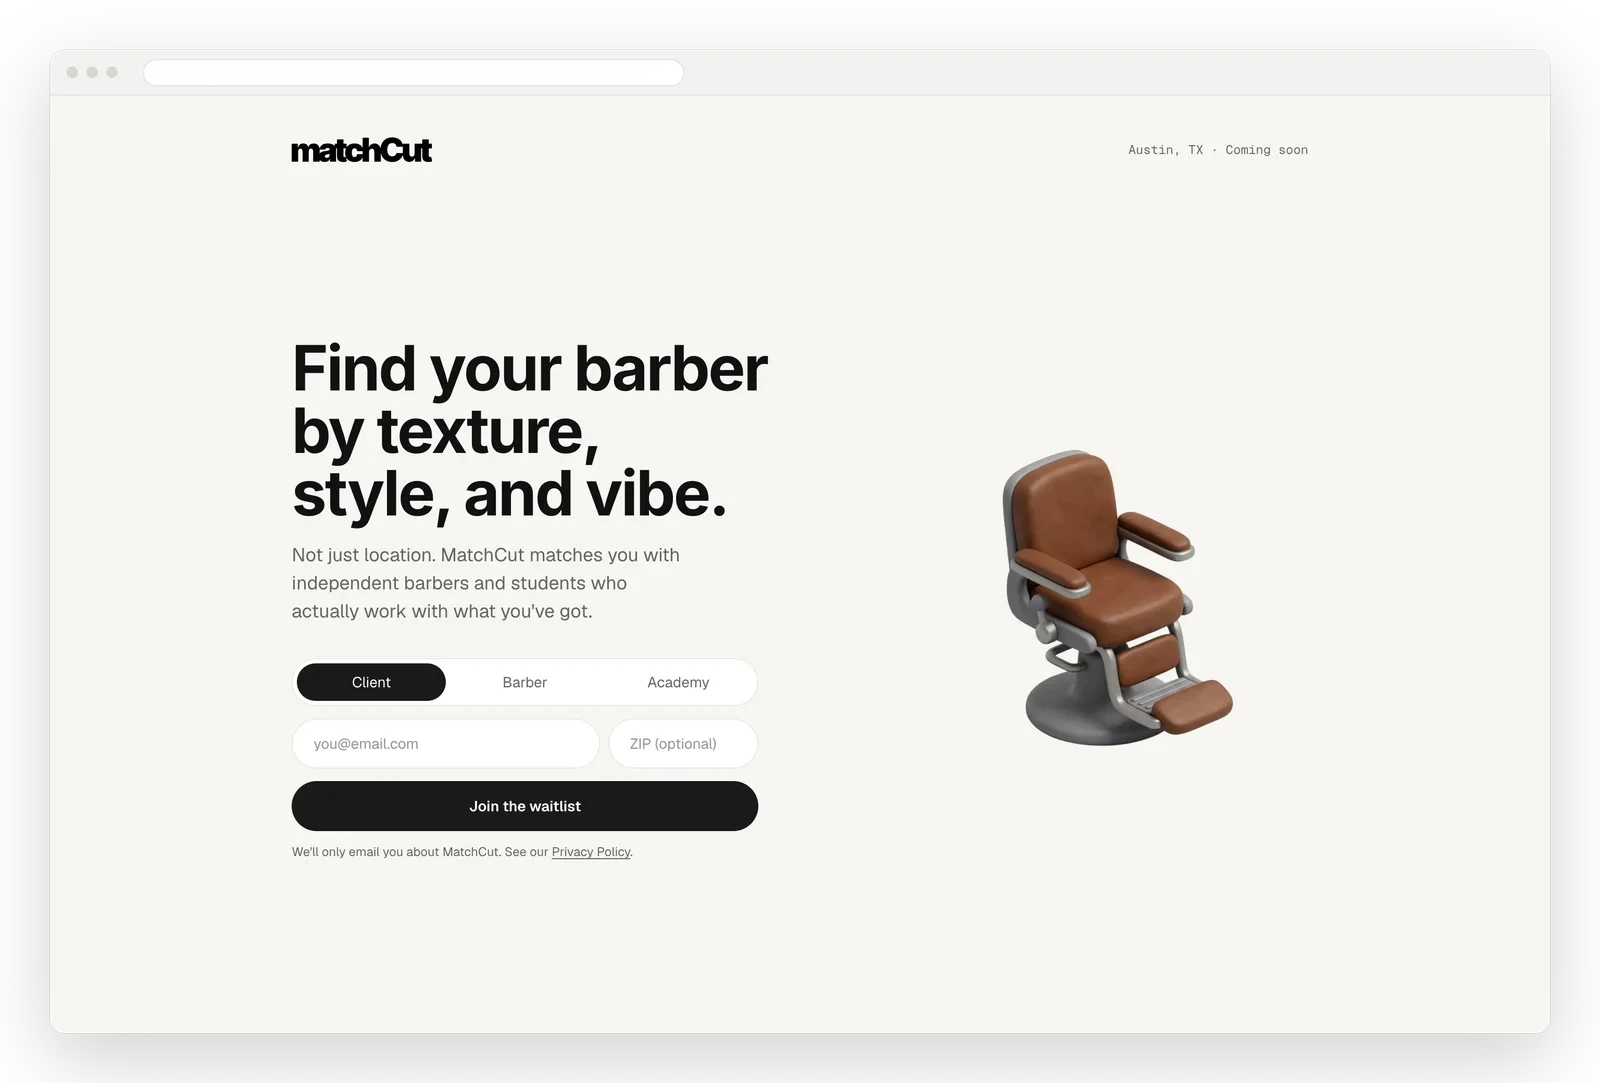 matchCut
Austin, TX · Coming soon
Find your barber
by texture,
style, and vibe.
Not just location. MatchCut matches you with
independent barbers and students who
actually work with what you've got.
Client
Barber
Academy
you@email.com
ZIP (optional)
Join the waitlist
We'll only email you about MatchCut. See our Privacy Policy.